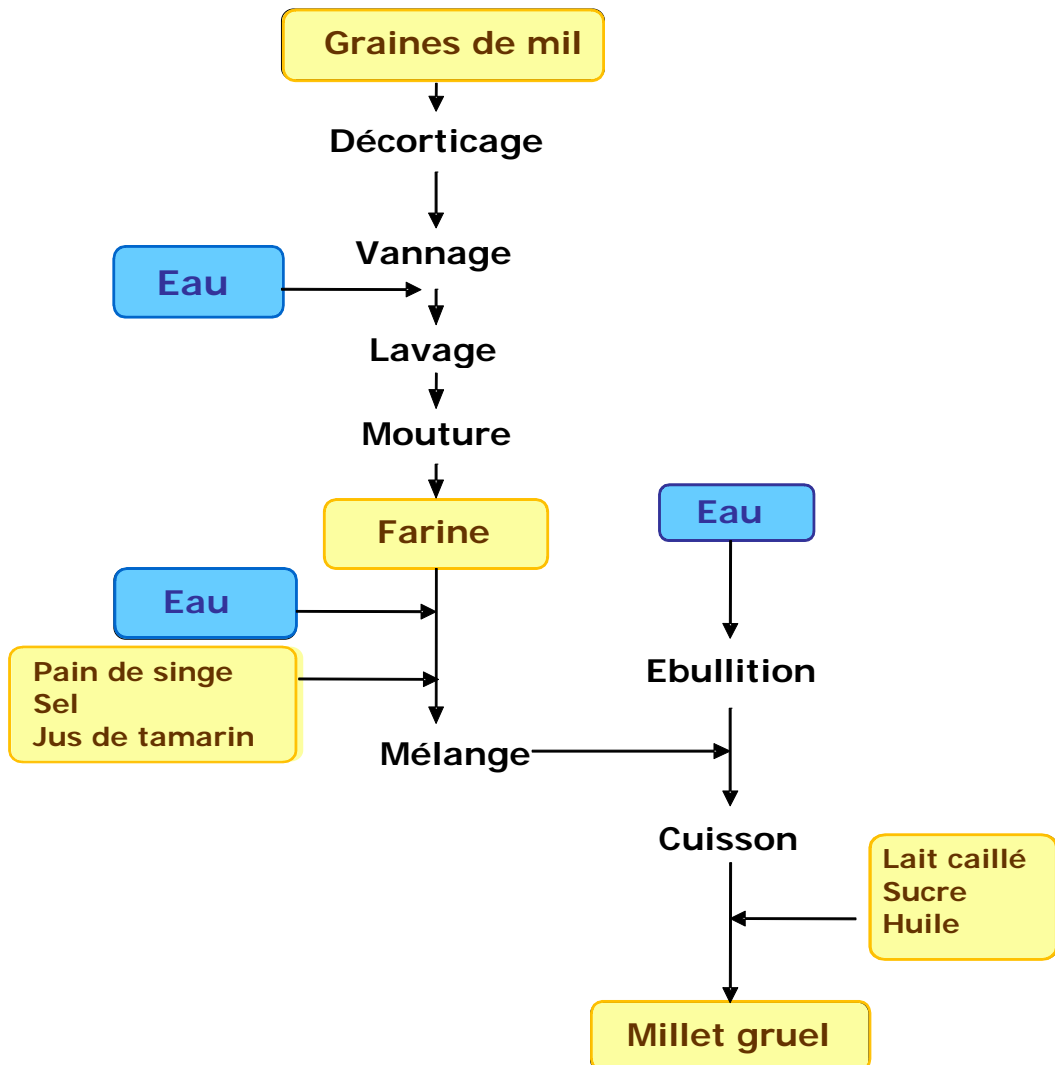 Graines de mil
Décorticage
Vannage
Eau
Lavage
Mouture
Farine
Eau
Eau
Pain de singe
Sel
Jus de tamarin
Ebullition
Mélange
Cuisson
Lait caillé
Sucre
Huile
Millet gruel